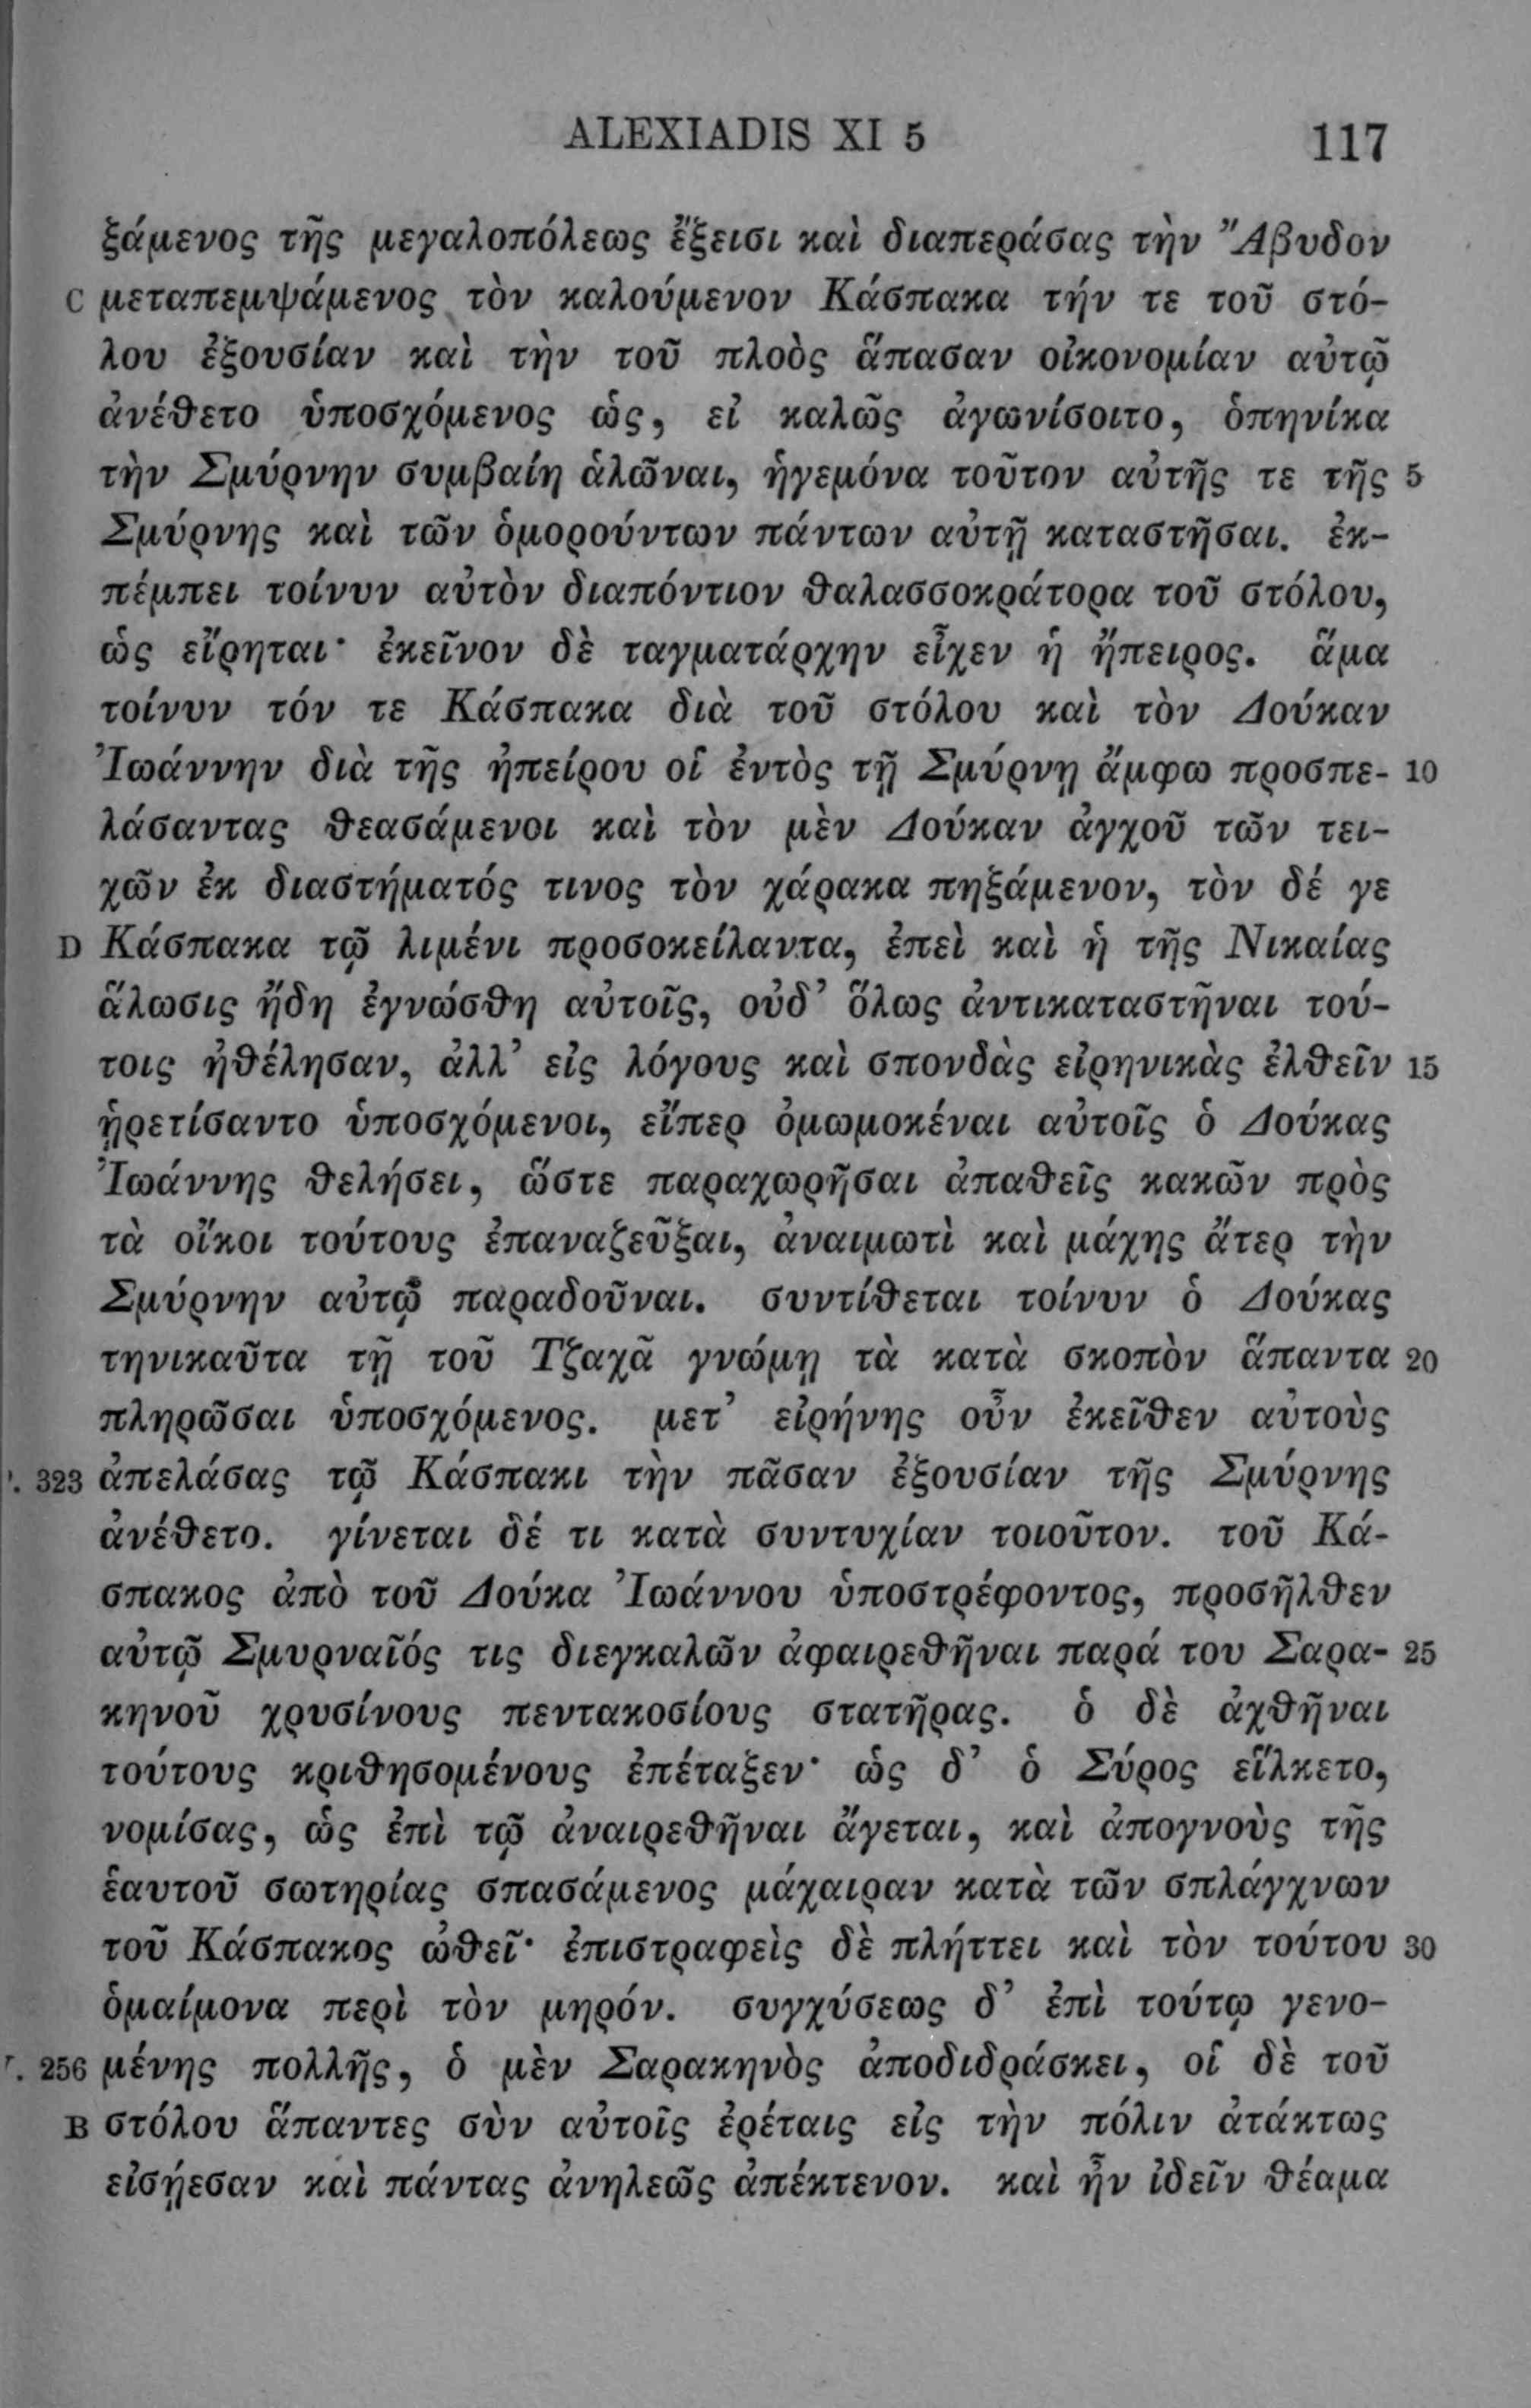 ALEXIADIS XI 5 117
ξάμενος τῆς μεγαλοπόλεως ἔξεισι καὶ διαπεράσας τὴν Ἄβυδον
C μεταπεμψάμενος τὸν καλούμενον Κάσπακα τήν τε τοῦ στό-
λου ἐξουσίαν καὶ τὴν τοῦ πλοὸς ἅπασαν οἰκονομίαν αὐτῷ
ἀνέθετο ὑποσχόμενος ὡς, εἰ καλῶς ἀγωνίσοιτο, ὁπηνίκα
τὴν Σμύρνην συμβαίη ἁλῶναι, ἡγεμόνα τοῦτον αὐτῆς τε τῆς 5
Σμύρνης καὶ τῶν ὁμορούντων πάντων αὐτῇ καταστῆσαι. ἐκ-
πέμπει τοίνυν αὐτὸν διαπόντιον θαλασσοκράτορα τοῦ στόλου,
ὡς εἴρηται· ἐκεῖνον δὲ ταγματάρχην εἶχεν ἡ ἤπειρος. ἅμα
τοίνυν τόν τε Κάσπακα διὰ τοῦ στόλου καὶ τὸν Δούκαν
Ἰωάννην διὰ τῆς ἠπείρου οἱ ἐντὸς τῇ Σμύρνῃ ἄμφω προσπε- 10
λάσαντας θεασάμενοι καὶ τὸν μὲν Δούκαν ἀγχοῦ τῶν τει-
χῶν ἐκ διαστήματός τινος τὸν χάρακα πηξάμενον, τὸν δέ γε
D Κάσπακα τῷ λιμένι προσοκείλαντα, ἐπεὶ καὶ ἡ τῆς Νικαίας
ἅλωσις ἤδη ἐγνώσθη αὐτοῖς, οὐδ’ ὅλως ἀντικαταστῆναι τού-
τοις ἠθέλησαν, ἀλλ’ εἰς λόγους καὶ σπονδὰς εἰρηνικὰς ἐλθεῖν 15
ᾑρετίσαντο ὑποσχόμενοι, εἴπερ ὀμωμοκέναι αὐτοῖς ὁ Δούκας
Ἰωάννης θελήσει, ὥστε παραχωρῆσαι ἀπαθεῖς κακῶν πρὸς
τὰ οἴκοι τούτους ἐπαναζεῦξαι, ἀναιμωτὶ καὶ μάχης ἄτερ τὴν
Σμύρνην αὐτῷ παραδοῦναι. συντίθεται τοίνυν ὁ Δούκας
τηνικαῦτα τῇ τοῦ Τζαχᾶ γνώμῃ τὰ κατὰ σκοπὸν ἅπαντα 20
πληρῶσαι ὑποσχόμενος. μετ’ εἰρήνης οὖν ἐκεῖθεν αὐτοὺς
. 323 ἀπελάσας τῷ Κάσπακι τὴν πᾶσαν ἐξουσίαν τῆς Σμύρνης
ἀνέθετο. γίνεται δέ τι κατὰ συντυχίαν τοιοῦτον. τοῦ Κά-
σπακος ἀπὸ τοῦ Δούκα Ἰωάννου ὑποστρέφοντος, προσῆλθεν
αὐτῷ Σμυρναῖός τις διεγκαλῶν ἀφαιρεθῆναι παρά του Σαρα- 25
κηνοῦ χρυσίνους πεντακοσίους στατῆρας. ὁ δὲ ἀχθῆναι
τούτους κριθησομένους ἐπέταξεν· ὡς δ’ ὁ Σύρος εἵλκετο,
νομίσας, ὡς ἐπὶ τῷ ἀναιρεθῆναι ἄγεται, καὶ ἀπογνοὺς τῆς
ἑαυτοῦ σωτηρίας σπασάμενος μάχαιραν κατὰ τῶν σπλάγχνων
τοῦ Κάσπακος ὠθεῖ· ἐπιστραφεὶς δὲ πλήττει καὶ τὸν τούτου 30
ὁμαίμονα περὶ τὸν μηρόν. συγχύσεως δ’ ἐπὶ τούτῳ γενο-
. 256 μένης πολλῆς, ὁ μὲν Σαρακηνὸς ἀποδιδράσκει, οἱ δὲ τοῦ
B στόλου ἅπαντες σὺν αὐτοῖς ἐρέταις εἰς τὴν πόλιν ἀτάκτως
εἰσῄεσαν καὶ πάντας ἀνηλεῶς ἀπέκτενον. καὶ ἦν ἰδεῖν θέαμα